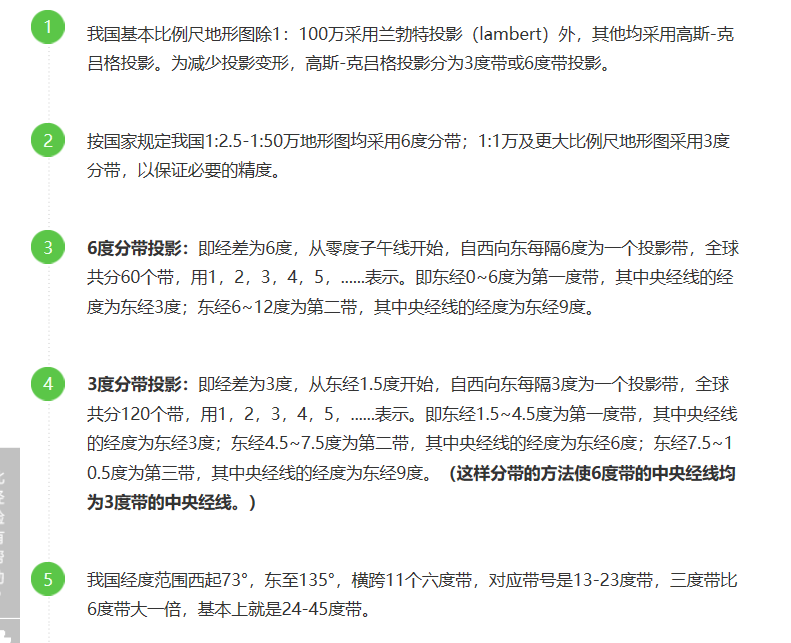 1
我国基本比例尺地形图除1：100万采用兰勃特投影（lambert）外，其他均采用高斯-克
吕格投影。为减少投影变形，高斯-克吕格投影分为3度带或6度带投影。
2
按国家规定我国1:2.5-1:50万地形图均采用6度分带；1:1万及更大比例尺地形图采用3度
分带，以保证必要的精度。
3
6度分带投影：即经差为6度，从零度子午线开始，自西向东每隔6度为一个投影带，全球
共分60个带，用1，2，3，4，5，......表示。即东经0~6度为第一度带，其中央经线的经
度为东经3度；东经6~12度为第二带，其中央经线的经度为东经9度。
4
3度分带投影：即经差为3度，从东经1.5度开始，自西向东每隔3度为一个投影带，全球
共分120个带，用1，2，3，4，5，......表示。即东经1.5~4.5度为第一度带，其中央经线
的经度为东经3度；东经4.5~7.5度为第二带，其中央经线的经度为东经6度；东经7.5~1
0.5度为第三带，其中央经线的经度为东经9度。（这样分带的方法使6度带的中央经线均
为3度带的中央经线。）
5
我国经度范围西起73°，东至135°，横跨11个六度带，对应带号是13-23度带，三度带比
6度带大一倍，基本上就是24-45度带。